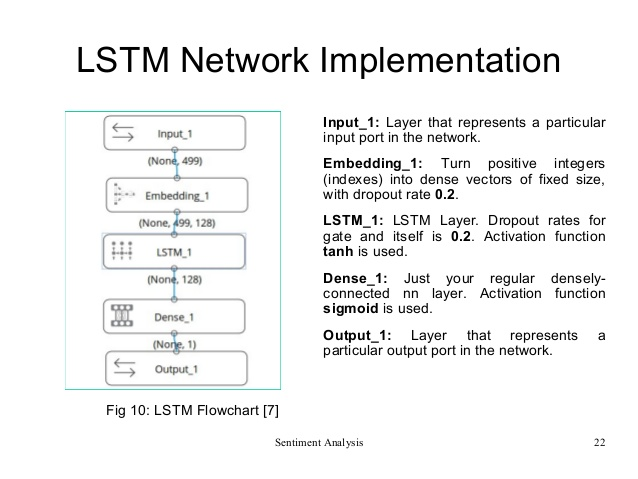 LSTM Network Implementation
Input_1
(None, 499)
Embedding_1
(None, 499, 128)
LSTM_1
(None, 128)
Dense_1
(None, 1)
Output_1
Fig 10: LSTM Flowchart [7]
Input_1: Layer that represents a particular
input port in the network.
Embedding_1: Turn positive integers
(indexes) into dense vectors of fixed size,
with dropout rate 0.2.
LSTM_1: LSTM Layer. Dropout rates for
gate and itself is 0.2. Activation function
tanh is used.
Dense_1: Just your regular densely-
connected nn layer. Activation function
sigmoid is used.
Output_1: Layer that represents a
particular output port in the network.
Sentiment Analysis
22